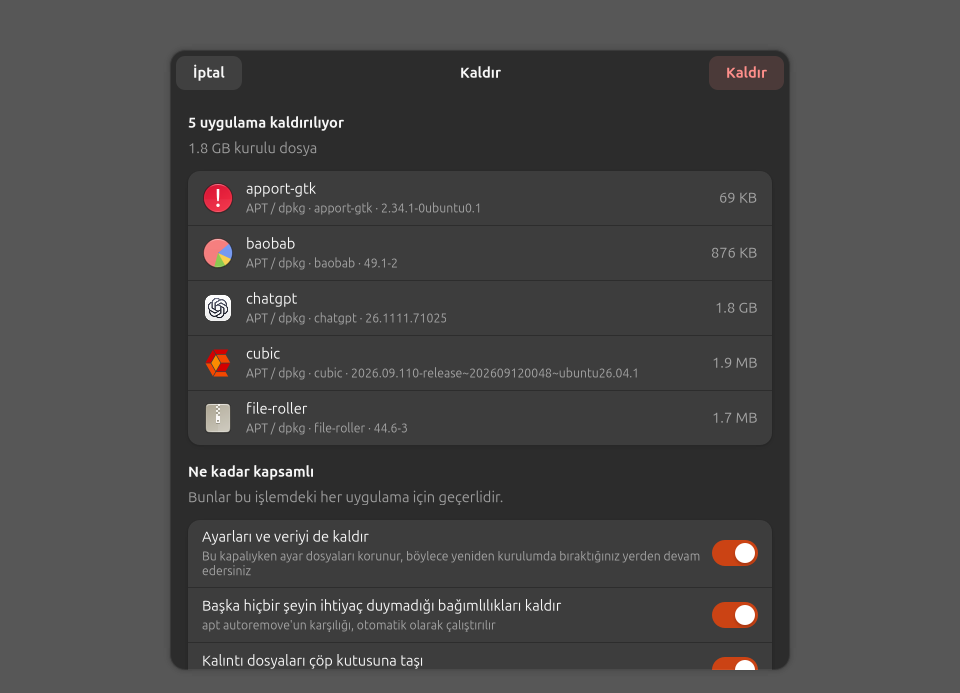 İptal
Kaldır
Kaldır
5 uygulama kaldırılıyor
1.8 GB kurulu dosya
apport-gtk
APT / dpkg · apport-gtk · 2.34.1-0ubuntu0.1
69 KB
baobab
APT / dpkg · baobab · 49.1-2
876 KB
chatgpt
APT / dpkg · chatgpt · 26.1111.71025
1.8 GB
cubic
APT / dpkg · cubic · 2026.09.110-release~202609120048~ubuntu26.04.1
1.9 MB
file-roller
APT / dpkg · file-roller · 44.6-3
1.7 MB
Ne kadar kapsamlı
Bunlar bu işlemdeki her uygulama için geçerlidir.
Ayarları ve veriyi de kaldır
Bu kapalıyken ayar dosyaları korunur, böylece yeniden kurulumda bıraktığınız yerden devam
edersiniz
Başka hiçbir şeyin ihtiyaç duymadığı bağımlılıkları kaldır
apt autoremove'un karşılığı, otomatik olarak çalıştırılır
Kalıntı dosyaları çöp kutusuna taşı